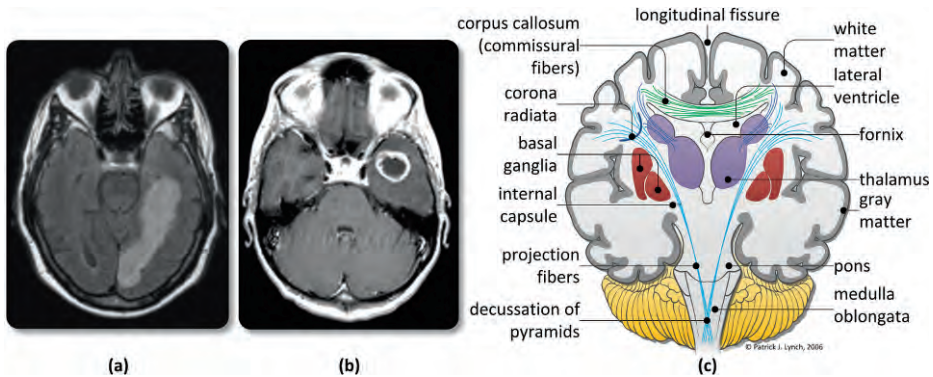 corpus callosum
(commissural
fibers)
longitudinal fissure
white
matter
corona
radiata
lateral
ventricle
basal
ganglia
fornix
internal
capsule
thalamus
gray
matter
projection
fibers
pons
decussation of
pyramids
medulla
oblongata
© Patrick J. Lynch, 2006
(a)
(b)
(c)